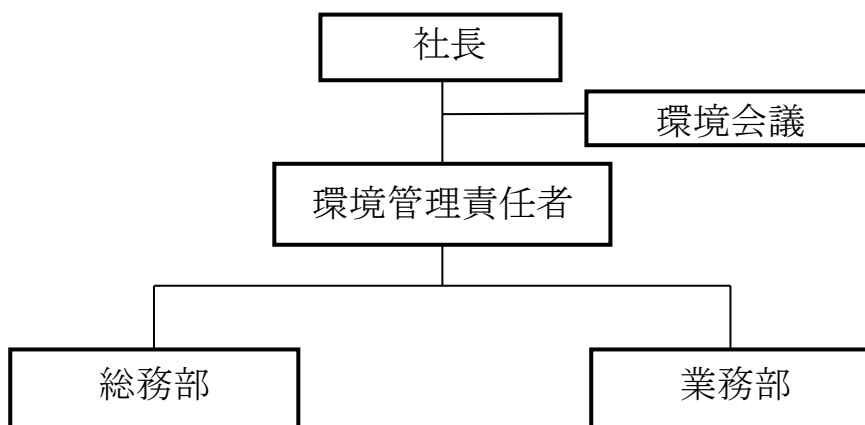 社長
環境会議
環境管理責任者
総務部
業務部